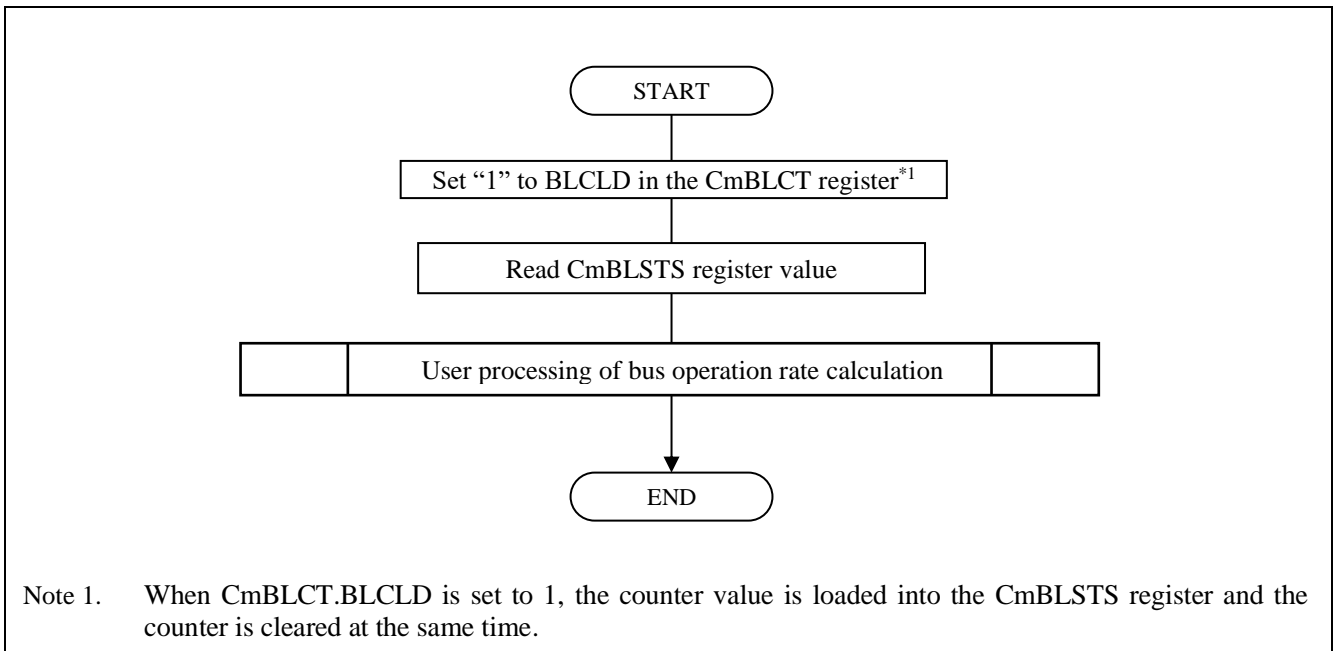 START
Set “1” to BLCLD in the CmBLCT register*1
Read CmBLSTS register value
User processing of bus operation rate calculation
END
Note 1. When CmBLCT.BLCLD is set to 1, the counter value is loaded into the CmBLSTS register and the
counter is cleared at the same time.